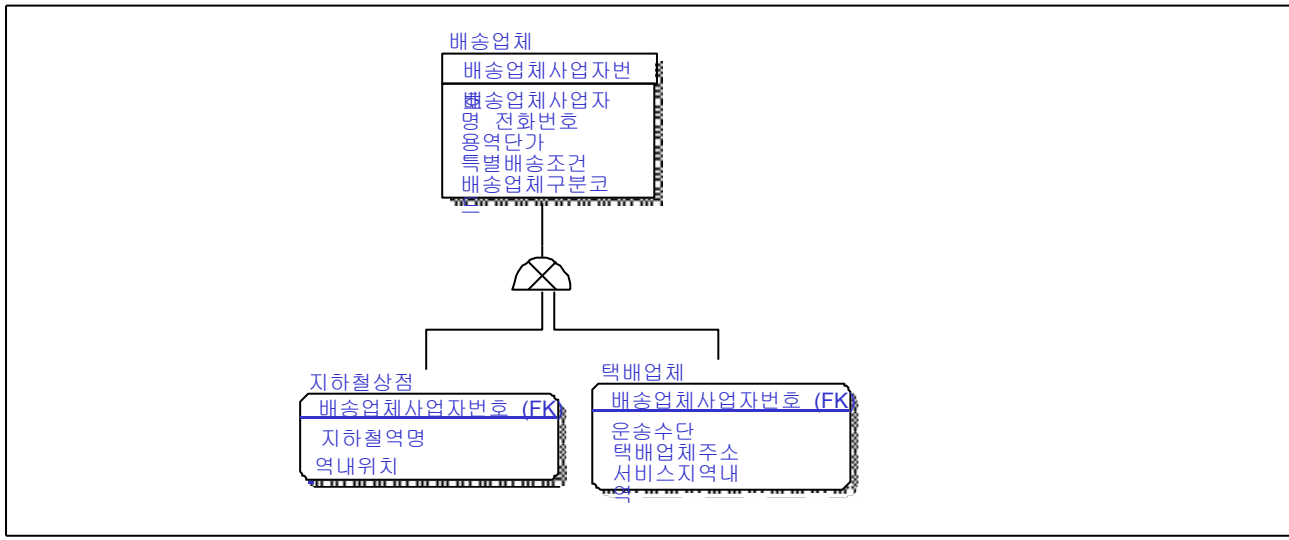 배송업체
배송업체사업자번
호
배송업체사업자
명 전화번호
용역단가
특별배송조건
배송업체구분코
드
지하철상점
배송업체사업자번호 (FK)
지하철역명
역내위치
택배업체
배송업체사업자번호 (FK)
운송수단
택배업체주소
서비스지역내
역